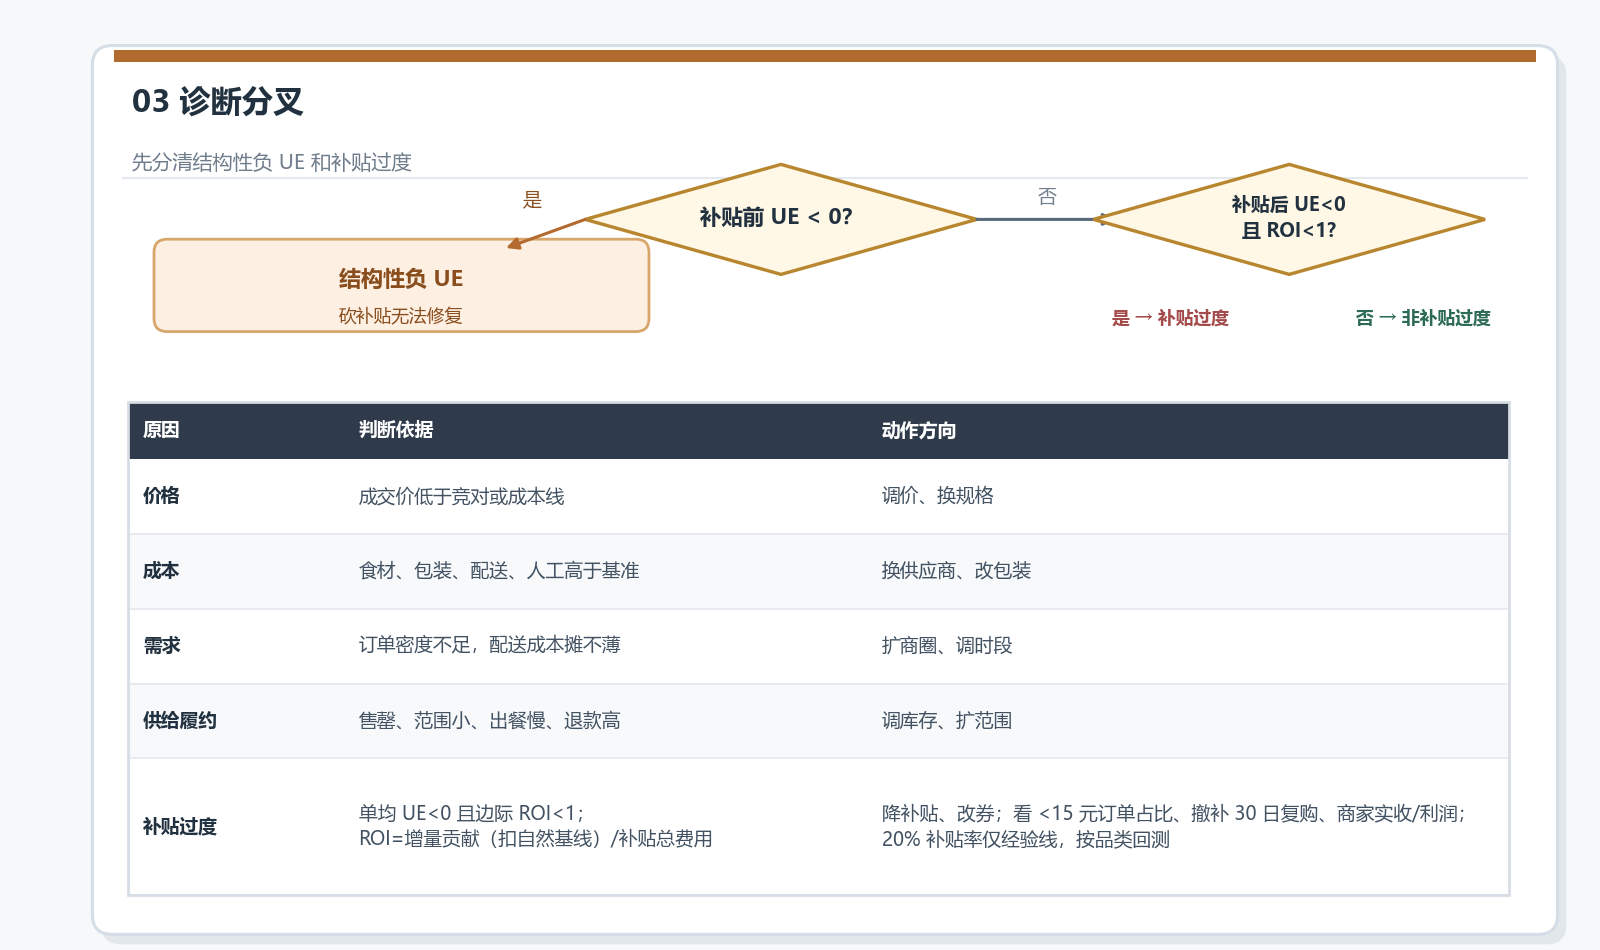 03 诊断分叉
先分清结构性负 UE 和补贴过度
是
补贴前 UE < 0?
否
补贴后 UE<0
且 ROI<1?
结构性负 UE
砍补贴无法修复
是 → 补贴过度
否 → 非补贴过度
原因
判断依据
动作方向
价格
成交价低于竞对或成本线
调价、换规格
成本
食材、包装、配送、人工高于基准
换供应商、改包装
需求
订单密度不足，配送成本摊不薄
扩商圈、调时段
供给履约
售罄、范围小、出餐慢、退款高
调库存、扩范围
补贴过度
单均 UE<0 且边际 ROI<1；
ROI=增量贡献（扣自然基线）/补贴总费用
降补贴、改券；看 <15 元订单占比、撤补 30 日复购、商家实收/利润；
20% 补贴率仅经验线，按品类回测